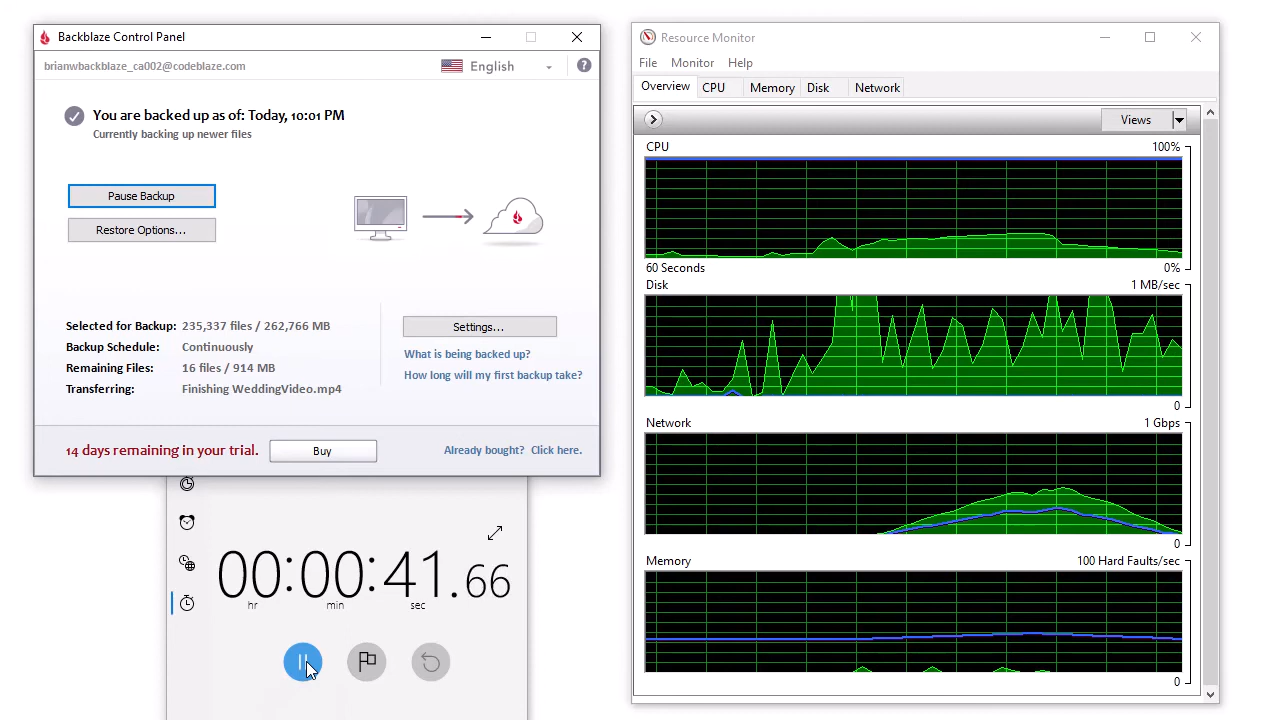 Backblaze Control Panel
brianwbackblaze_ca002@codeblaze.com English ?
You are backed up as of: Today, 10:01 PM
Currently backing up newer files
Pause Backup
Restore Options...
Selected for Backup: 235,337 files / 262,766 MB
Backup Schedule: Continuously
Remaining Files: 16 files / 914 MB
Transferring: Finishing WeddingVideo.mp4
Settings...
What is being backed up?
How long will my first backup take?
14 days remaining in your trial. Buy Already bought? Click here.
00:00:41.66
hr min sec
Resource Monitor
File Monitor Help
Overview CPU Memory Disk Network
Views
CPU 100%
60 Seconds 0%
Disk 1 MB/sec
0
Network 1 Gbps
0
Memory 100 Hard Faults/sec
0